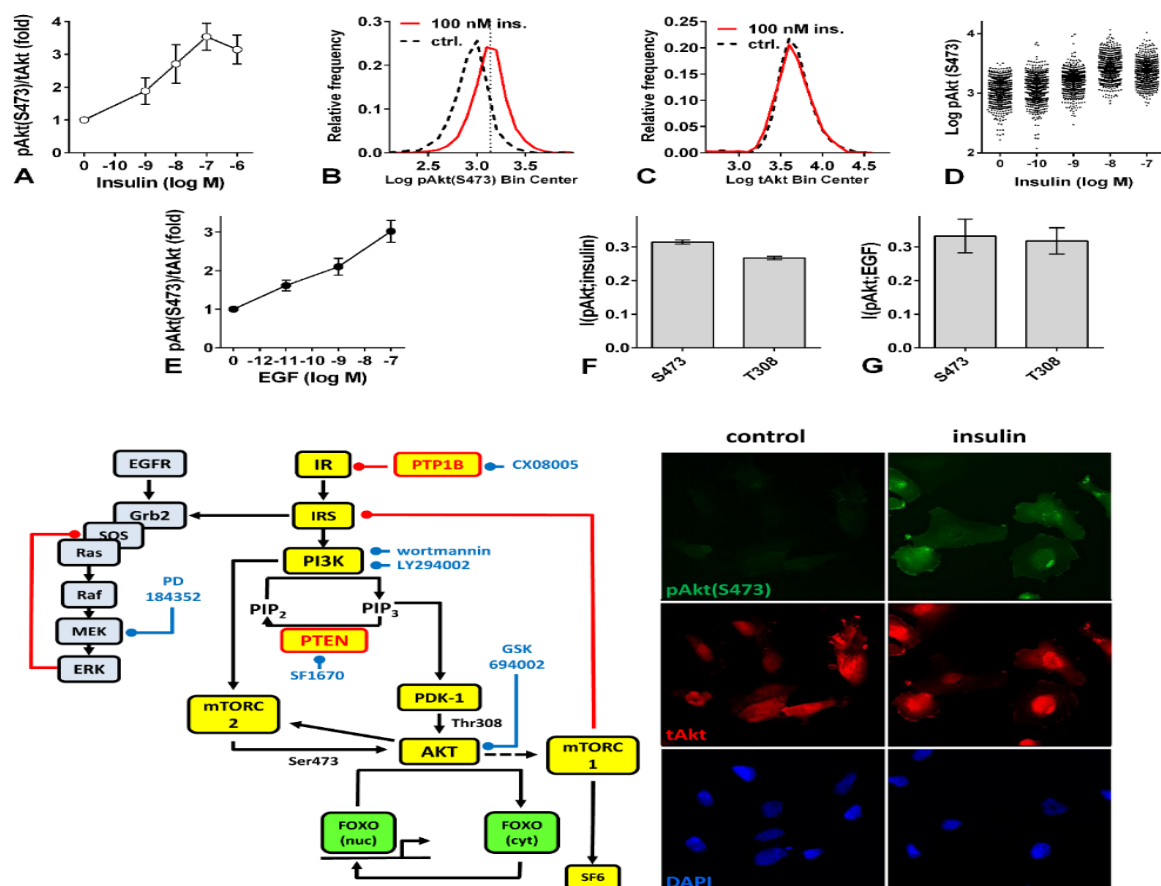 pAkt(S473)/tAkt (fold)
4
3
2
1
0
0 -10 -9 -8 -7 -6
Insulin (log M)
A
Relative frequency
0.3
0.2
0.1
0.0
100 nM ins.
ctrl.
2.5 3.0 3.5
Log pAkt(S473) Bin Center
B
Relative frequency
0.25
0.20
0.15
0.10
0.05
0.00
100 nM ins.
ctrl.
3.0 3.5 4.0 4.5
Log tAkt Bin Center
C
Log pAkt (S473)
4
3
2
0 -10 -9 -8 -7
Insulin (log M)
D
pAkt(S473)/tAkt (fold)
3
2
1
0
0 -12 -11 -10 -9 -8 -7
EGF (log M)
E
I(pAkt;insulin)
0.3
0.2
0.1
0.0
S473
T308
F
I(pAkt;EGF)
0.3
0.2
0.1
0.0
S473
T308
G
EGFR
Grb2
SOS
Ras
Raf
MEK
ERK
PD
184352
IR
PTP1B
CX08005
IRS
PI3K
wortmannin
LY294002
PIP2
PIP3
PTEN
SF1670
GSK
694002
PDK-1
Thr308
mTORC
2
Ser473
AKT
mTORC
1
FOXO
(nuc)
FOXO
(cyt)
SF6
control
insulin
pAkt(S473)
tAkt
DAPI